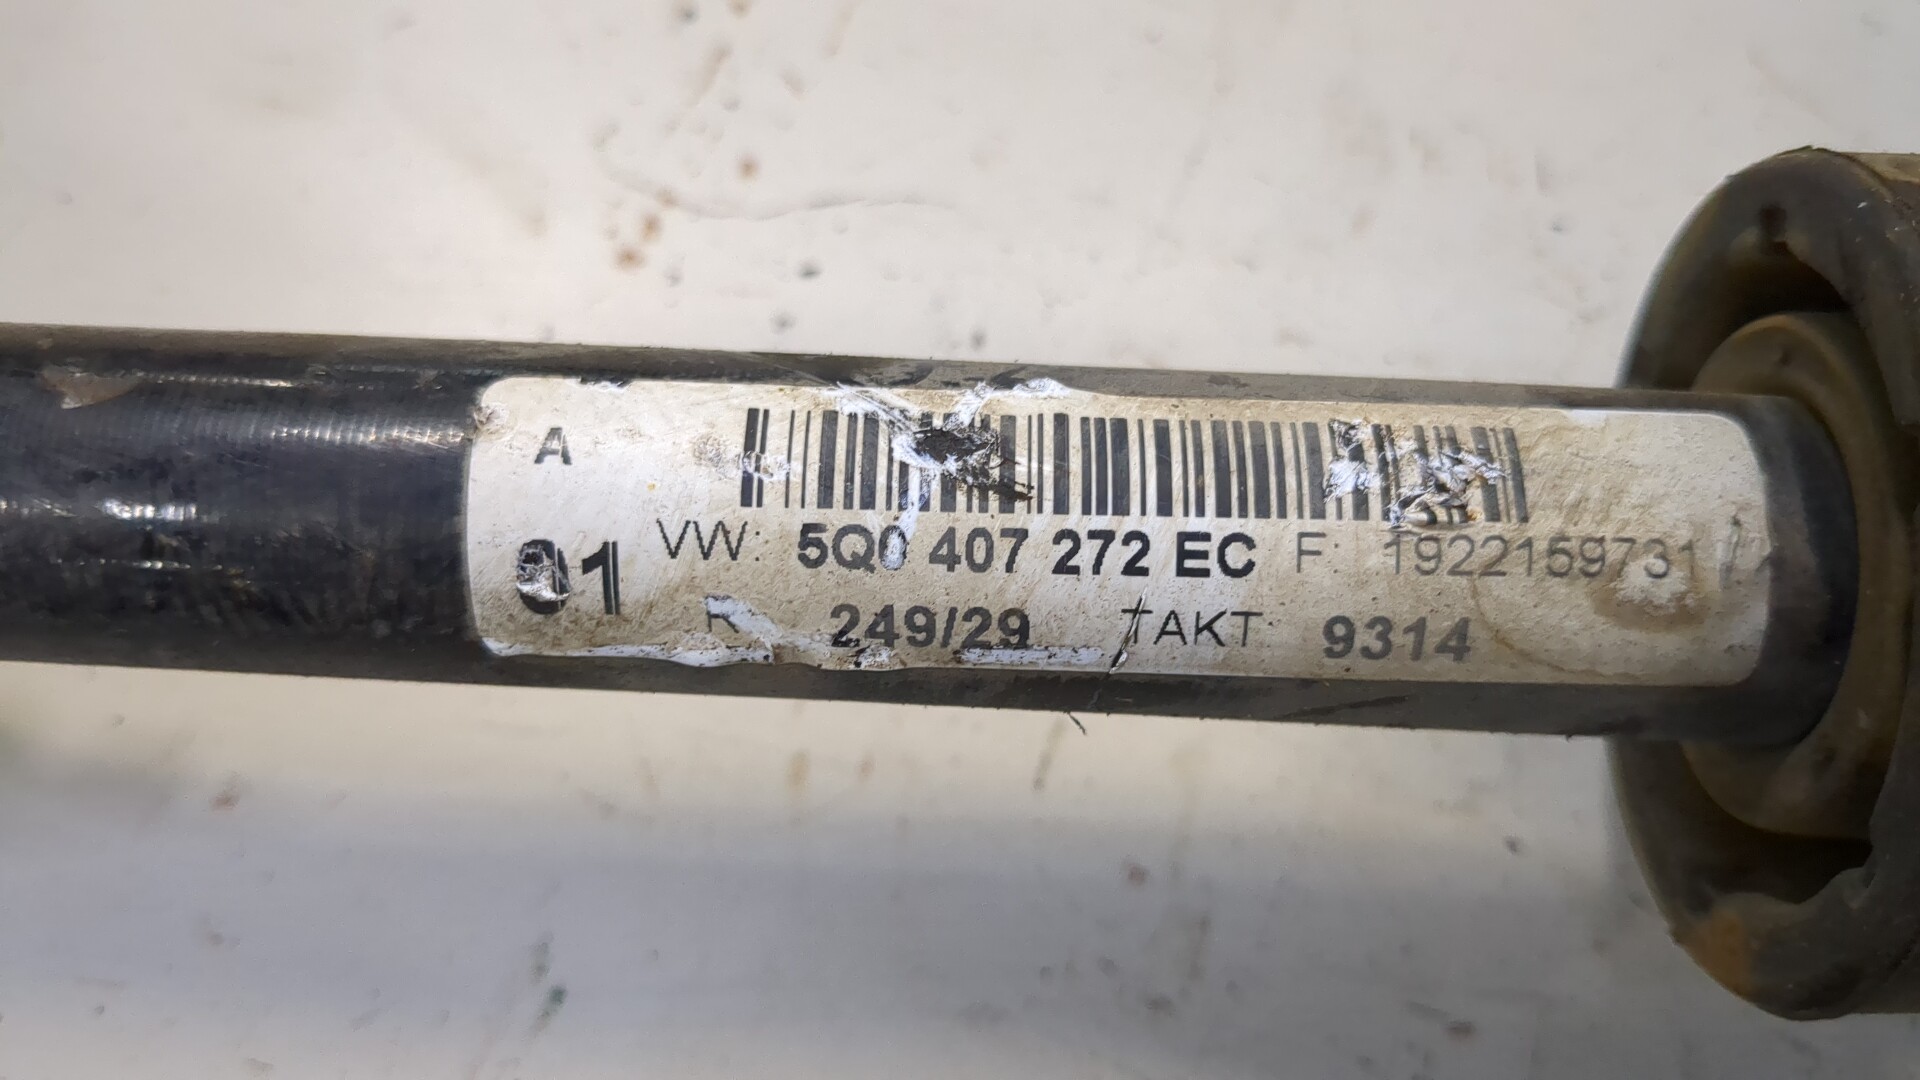 A
01
VW: 5Q0 407 272 EC F: 1922159731
R 249/29 TAKT 9314